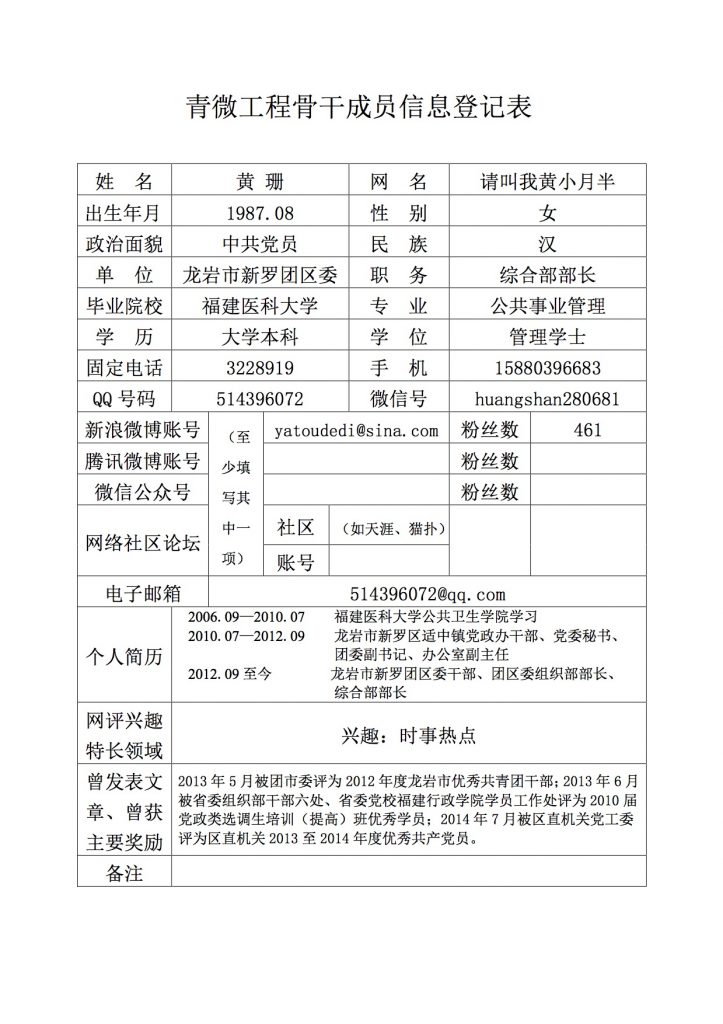 青微工程骨干成员信息登记表
姓 名 黄 珊 网 名 请叫我黄小月半
出生年月 1987.08 性 别 女
政治面貌 中共党员 民 族 汉
单 位 龙岩市新罗团区委 职 务 综合部部长
毕业院校 福建医科大学 专 业 公共事业管理
学 历 大学本科 学 位 管理学士
固定电话 3228919 手 机 15880396683
QQ 号码 514396072 微信号 huangshan280681
新浪微博账号 (至少填写其中一项) yatoudedi@sina.com 粉丝数 461
腾讯微博账号 粉丝数
微信公众号 粉丝数
网络社区论坛 社区 (如天涯、猫扑)
账号
电子邮箱 514396072@qq.com
个人简历
2006.09—2010.07 福建医科大学公共卫生学院学习
2010.07—2012.09 龙岩市新罗区适中镇党政办干部、党委秘书、
团委副书记、办公室副主任
2012.09 至今 龙岩市新罗团区委干部、团区委组织部部长、
综合部部长
网评兴趣
特长领域
兴趣：时事热点
曾发表文
章、曾获
主要奖励
2013 年 5 月被团市委评为 2012 年度龙岩市优秀共青团干部；2013 年 6 月
被省委组织部干部六处、省委党校福建行政学院学员工作处评为 2010 届
党政类选调生培训（提高）班优秀学员；2014 年 7 月被区直机关党工委
评为区直机关 2013 至 2014 年度优秀共产党员。
备注